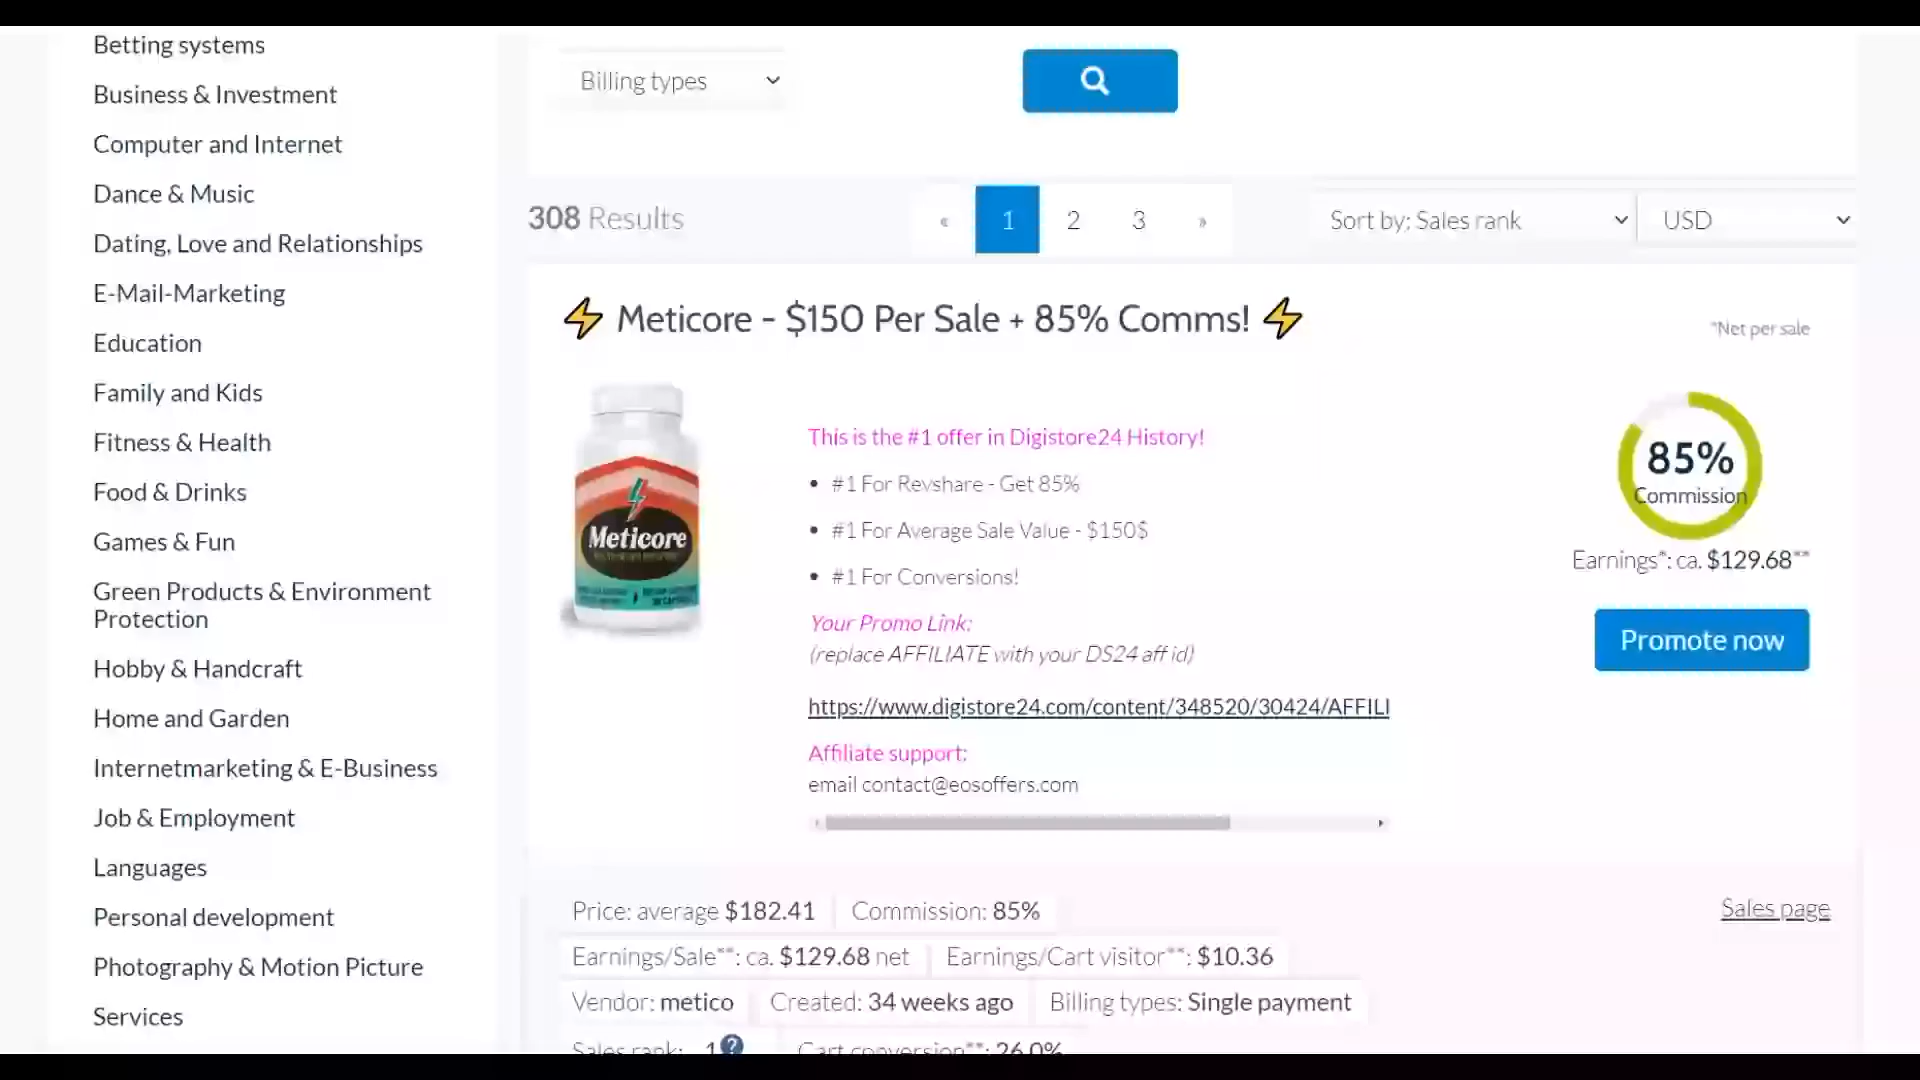 Betting systems
Business & Investment
Computer and Internet
Dance & Music
Dating, Love and Relationships
E-Mail-Marketing
Education
Family and Kids
Fitness & Health
Food & Drinks
Games & Fun
Green Products & Environment
Protection
Hobby & Handcraft
Home and Garden
Internetmarketing & E-Business
Job & Employment
Languages
Personal development
Photography & Motion Picture
Services
Billing types
308 Results
« 1 2 3 »
Sort by: Sales rank
USD
⚡ Meticore - $150 Per Sale + 85% Comms! ⚡
*Net per sale
Meticore
This is the #1 offer in Digistore24 History!
• #1 For Revshare - Get 85%
• #1 For Average Sale Value - $150$
• #1 For Conversions!
Your Promo Link:
(replace AFFILIATE with your DS24 aff id)
https://www.digistore24.com/content/348520/30424/AFFILI
Affiliate support:
email contact@eosoffers.com
85%
Commission
Earnings*: ca. $129.68**
Promote now
Price: average $182.41
Commission: 85%
Sales page
Earnings/Sale**: ca. $129.68 net
Earnings/Cart visitor**: $10.36
Vendor: metico
Created: 34 weeks ago
Billing types: Single payment
Sales rank: 1 ?
Cart conversion**: 26.0%